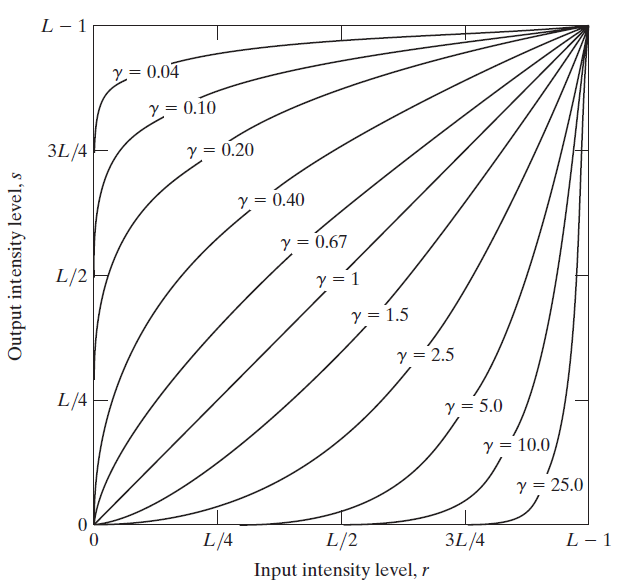 L − 1
γ = 0.04
γ = 0.10
3L/4
γ = 0.20
γ = 0.40
γ = 0.67
L/2
γ = 1
γ = 1.5
γ = 2.5
L/4
γ = 5.0
γ = 10.0
γ = 25.0
0
0
L/4
L/2
3L/4
L − 1
Output intensity level, s
Input intensity level, r